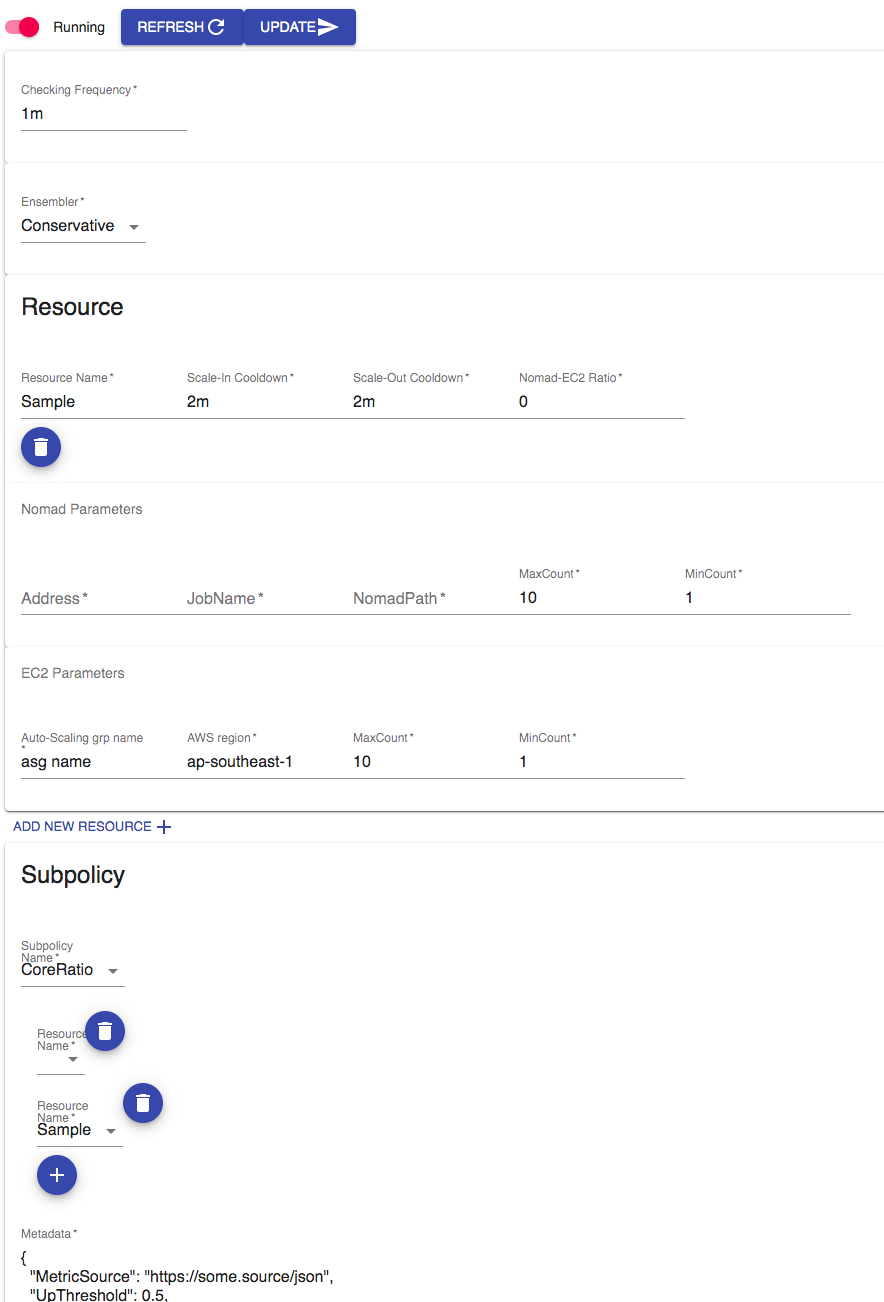 Running REFRESH UPDATE
Checking Frequency *
1m
Ensembler *
Conservative
Resource
Resource Name * Scale-In Cooldown * Scale-Out Cooldown * Nomad-EC2 Ratio *
Sample 2m 2m 0
Nomad Parameters
MaxCount * MinCount *
Address * JobName * NomadPath * 10 1
EC2 Parameters
Auto-Scaling grp name * AWS region * MaxCount * MinCount *
asg name ap-southeast-1 10 1
ADD NEW RESOURCE
Subpolicy
Subpolicy
Name *
CoreRatio
Resource
Name *
Resource
Name *
Sample
Metadata *
{
"MetricSource": "https://some.source/json",
"UpThreshold": 0.5,